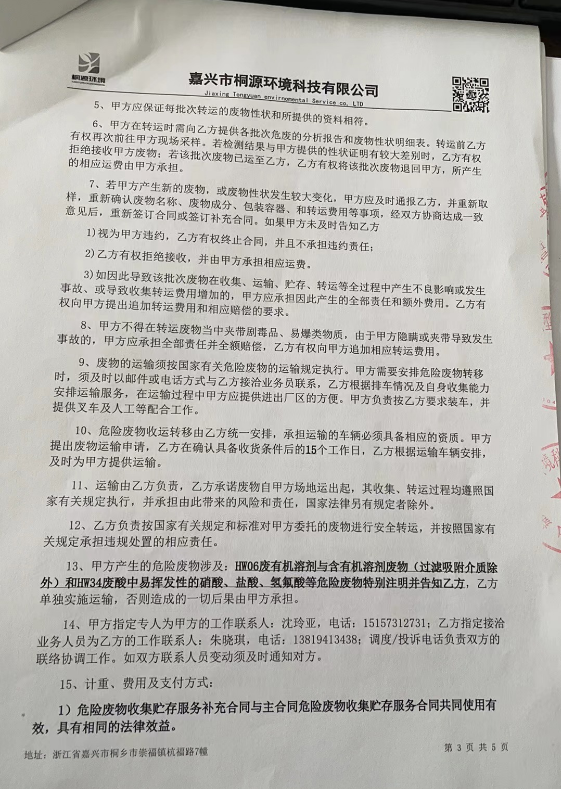 桐源环境
嘉兴市桐源环境科技有限公司
Jiaxing Tongyuan envirnomental Service co. LTD
5、甲方应保证每批次转运的废物性状和所提供的资料相符。
6、甲方在转运时需向乙方提供各批次危废的分析报告和废物性状明细表。转运前乙方
有权再次前往甲方现场采样。若检测结果与甲方提供的性状证明有较大差别时，乙方有权
拒绝接收甲方废物；若该批次废物已运至乙方，乙方有权将该批次废物退回甲方，所产生
的相应运费由甲方承担。
7、若甲方产生新的废物，或废物性状发生较大变化，甲方应及时通报乙方，并重新取
样，重新确认废物名称、废物成分、包装容器、和转运费用等事项，经双方协商达成一致
意见后，重新签订合同或签订补充合同。如果甲方未及时告知乙方
1)视为甲方违约，乙方有权终止合同，并且不承担违约责任；
2)乙方有权拒绝接收，并由甲方承担相应运费。
3)如因此导致该批次废物在收集、运输、贮存、转运等全过程中产生不良影响或发生
事故、或导致收集转运费用增加的，甲方应承担因此产生的全部责任和额外费用。乙方有
权向甲方提出追加转运费用和相应赔偿的要求。
8、甲方不得在转运废物当中夹带剧毒品、易爆类物质，由于甲方隐瞒或夹带导致发生
事故的，甲方应承担全部责任并全额赔偿，乙方有权向甲方追加相应转运费用。
9、废物的运输须按国家有关危险废物的运输规定执行。甲方需要安排危险废物转移
时，须及时以邮件或电话方式与乙方接洽业务员联系，乙方根据排车情况及自身收集能力
安排运输服务，在运输过程中甲方应提供进出厂区的方便。甲方负责按乙方要求装车，并
提供叉车及人工等配合工作。
10、危险废物收运转移由乙方统一安排，承担运输的车辆必须具备相应的资质。甲方
提出废物运输申请，乙方在确认具备收货条件后的15个工作日，乙方根据运输车辆安排，
及时为甲方提供运输。
11、运输由乙方负责，乙方承诺废物自甲方场地运出起，其收集、转运过程均遵照国
家有关规定执行，并承担由此带来的风险和责任，国家法律另有规定者除外。
12、乙方负责按国家有关规定和标准对甲方委托的废物进行安全转运，并按照国家有
关规定承担违规处置的相应责任。
13、甲方产生的危险废物涉及：HW06废有机溶剂与含有机溶剂废物（过滤吸附介质除
外）和HW34废酸中易挥发性的硝酸、盐酸、氢氟酸等危险废物特别注明并告知乙方，乙方
单独实施运输，否则造成的一切后果由甲方承担。
14、甲方指定专人为甲方的工作联系人：沈玲亚，电话：15157312731；乙方指定接洽
业务人员为乙方的工作联系人：朱晓琪，电话：13819413438；调度/投诉电话负责双方的
联络协调工作。如双方联系人员变动须及时通知对方。
15、计重、费用及支付方式：
1）危险废物收集贮存服务补充合同与主合同危险废物收集贮存服务合同共同使用有
效，具有相同的法律效益。
地址：浙江省嘉兴市桐乡市崇福镇杭福路7幢
第 3 页 共 5 页